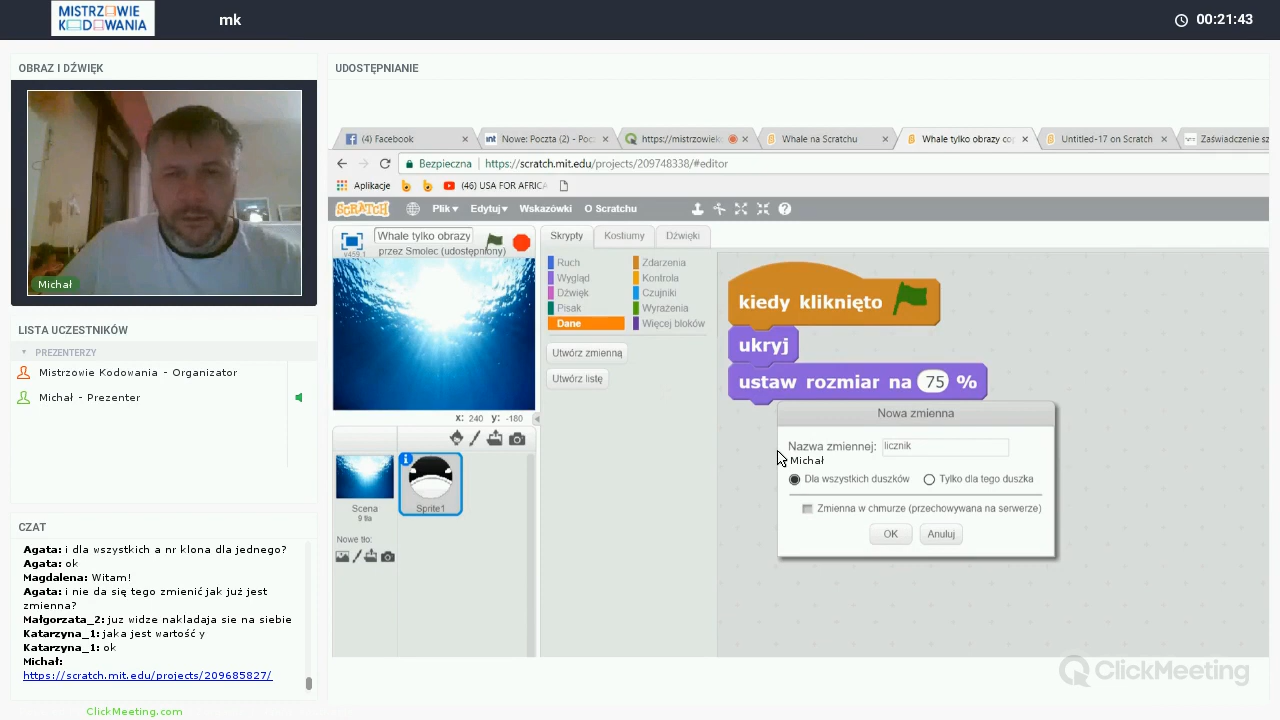 MISTRZOWIE
KODOWANIA
mk
00:21:43
OBRAZ I DŹWIĘK
Michał
LISTA UCZESTNIKÓW
PREZENTERZY
Mistrzowie Kodowania - Organizator
Michał - Prezenter
CZAT
Agata: i dla wszystkich a nr klona dla jednego?
Agata: ok
Magdalena: Witam!
Agata: i nie da się tego zmienić jak już jest
zmienna?
Małgorzata_2: juz widze nakladaja sie na siebie
Katarzyna_1: jaka jest wartość y
Katarzyna_1: ok
Michał:
https://scratch.mit.edu/projects/209685827/
ClickMeeting.com
UDOSTĘPNIANIE
(4) Facebook
Nowe: Poczta (2) - Pocz
https://mistrzowieko
Whale na Scratchu
Whale tylko obrazy co
Untitled-17 on Scratch
Zaświadczenie sz
Bezpieczna
https://scratch.mit.edu/projects/209748338/#editor
Aplikacje
(46) USA FOR AFRICA
SCRATCH
Plik
Edytuj
Wskazówki
O Scratchu
Whale tylko obrazy
przez Smolec (udostępniony)
v459.1
x: 240 y: -180
Scena
9 tła
Sprite1
Nowe tło:
Skrypty
Kostiumy
Dźwięki
Ruch
Zdarzenia
Wygląd
Kontrola
Dźwięk
Czujniki
Pisak
Wyrażenia
Dane
Więcej bloków
Utwórz zmienną
Utwórz listę
kiedy kliknięto
ukryj
ustaw rozmiar na 75 %
Nowa zmienna
Nazwa zmiennej: licznik
Michał
Dla wszystkich duszków
Tylko dla tego duszka
Zmienna w chmurze (przechowywana na serwerze)
OK
Anuluj
ClickMeeting